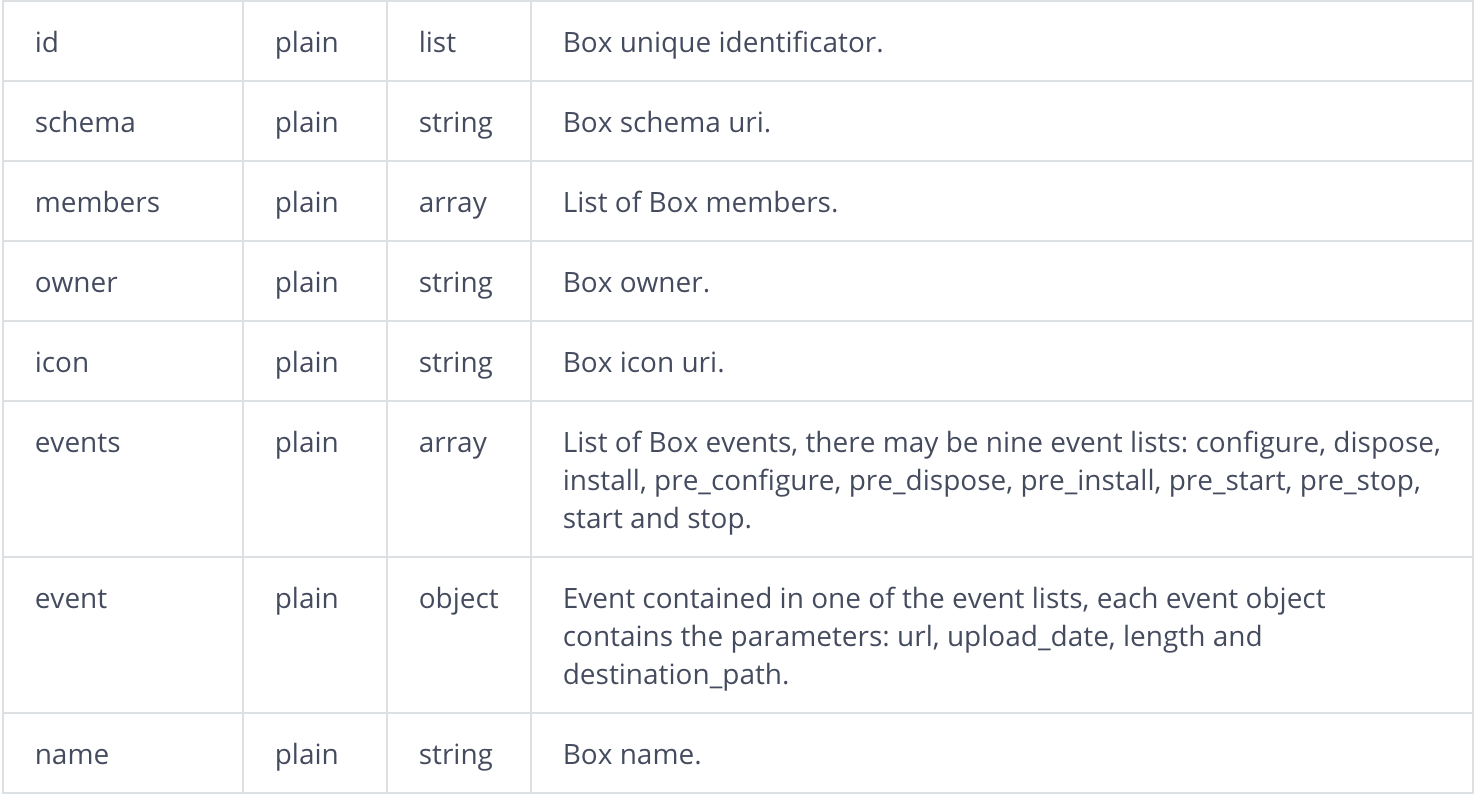 id plain list Box unique identificator.
schema plain string Box schema uri.
members plain array List of Box members.
owner plain string Box owner.
icon plain string Box icon uri.
events plain array List of Box events, there may be nine event lists: configure, dispose,
install, pre_configure, pre_dispose, pre_install, pre_start, pre_stop,
start and stop.
event plain object Event contained in one of the event lists, each event object
contains the parameters: url, upload_date, length and
destination_path.
name plain string Box name.